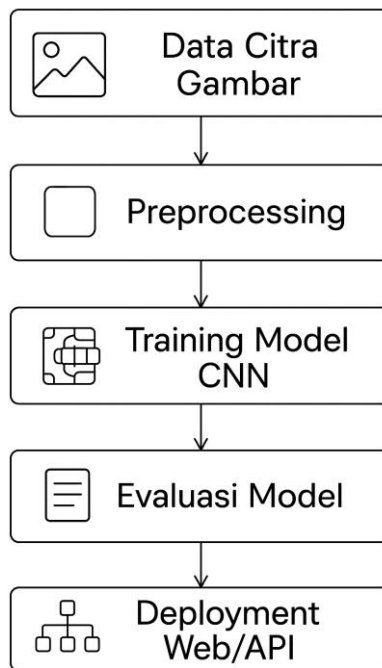 Data Citra
Gambar
Preprocessing
Training Model
CNN
Evaluasi Model
Deployment
Web/API